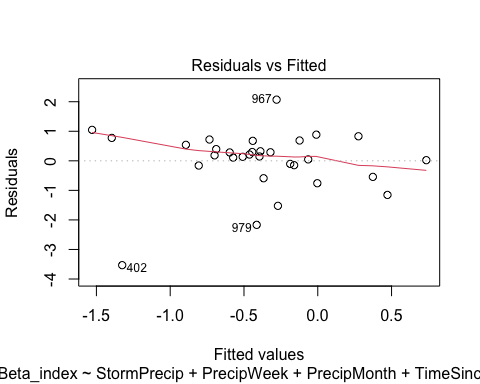 Residuals vs Fitted
2
1
0
-1
-2
-3
-4
Residuals
967
979
402
-1.5 -1.0 -0.5 0.0 0.5
Fitted values
Beta_index ~ StormPrecip + PrecipWeek + PrecipMonth + TimeSinc